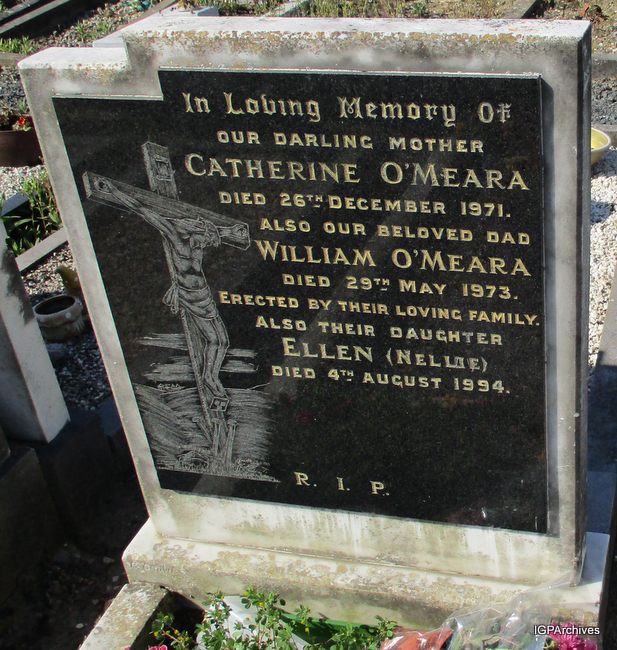 In Loving Memory Of
OUR DARLING MOTHER
CATHERINE O'MEARA
DIED 26TH DECEMBER 1971.
ALSO OUR BELOVED DAD
WILLIAM O'MEARA
DIED 29TH MAY 1973.
ERECTED BY THEIR LOVING FAMILY.
ALSO THEIR DAUGHTER
ELLEN (NELLIE)
DIED 4TH AUGUST 1994.
R. I. P.
IGPArchives